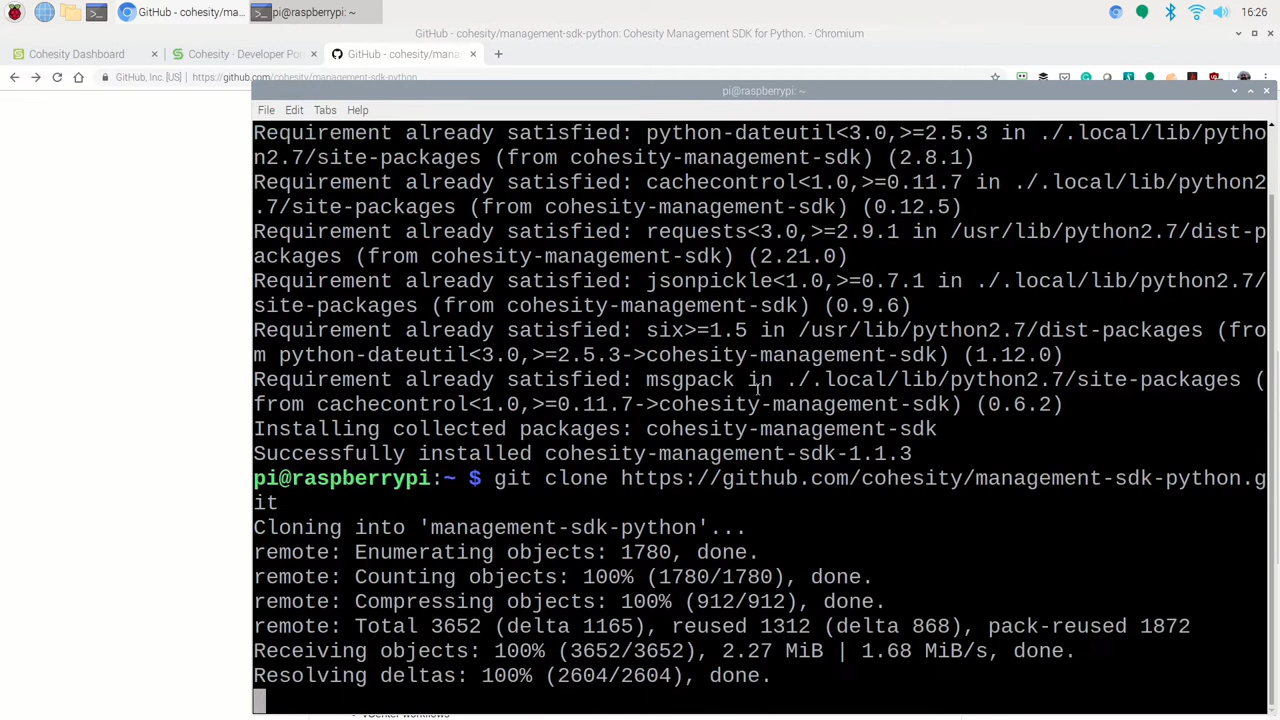 GitHub - cohesity/ma...
pi@raspberrypi: ~
16:26
GitHub - cohesity/management-sdk-python: Cohesity Management SDK for Python. - Chromium
Cohesity Dashboard
Cohesity · Developer Por
GitHub - cohesity/mana
GitHub, Inc. [US]
https://github.com/cohesity/management-sdk-python
pi@raspberrypi: ~
File Edit Tabs Help
Requirement already satisfied: python-dateutil<3.0,>=2.5.3 in ./.local/lib/pytho
n2.7/site-packages (from cohesity-management-sdk) (2.8.1)
Requirement already satisfied: cachecontrol<1.0,>=0.11.7 in ./.local/lib/python2
.7/site-packages (from cohesity-management-sdk) (0.12.5)
Requirement already satisfied: requests<3.0,>=2.9.1 in /usr/lib/python2.7/dist-p
ackages (from cohesity-management-sdk) (2.21.0)
Requirement already satisfied: jsonpickle<1.0,>=0.7.1 in ./.local/lib/python2.7/
site-packages (from cohesity-management-sdk) (0.9.6)
Requirement already satisfied: six>=1.5 in /usr/lib/python2.7/dist-packages (fro
m python-dateutil<3.0,>=2.5.3->cohesity-management-sdk) (1.12.0)
Requirement already satisfied: msgpack in ./.local/lib/python2.7/site-packages (
from cachecontrol<1.0,>=0.11.7->cohesity-management-sdk) (0.6.2)
Installing collected packages: cohesity-management-sdk
Successfully installed cohesity-management-sdk-1.1.3
pi@raspberrypi:~ $ git clone https://github.com/cohesity/management-sdk-python.g
it
Cloning into 'management-sdk-python'...
remote: Enumerating objects: 1780, done.
remote: Counting objects: 100% (1780/1780), done.
remote: Compressing objects: 100% (912/912), done.
remote: Total 3652 (delta 1165), reused 1312 (delta 868), pack-reused 1872
Receiving objects: 100% (3652/3652), 2.27 MiB | 1.68 MiB/s, done.
Resolving deltas: 100% (2604/2604), done.
workflows